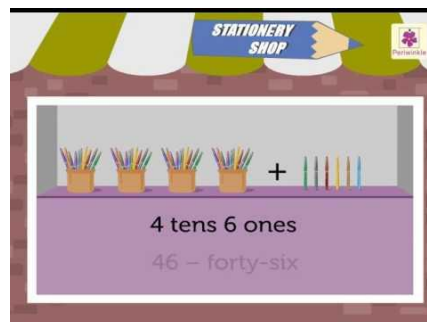 STATIONERY
SHOP
Periwinkle
+
4 tens 6 ones
46 – forty-six